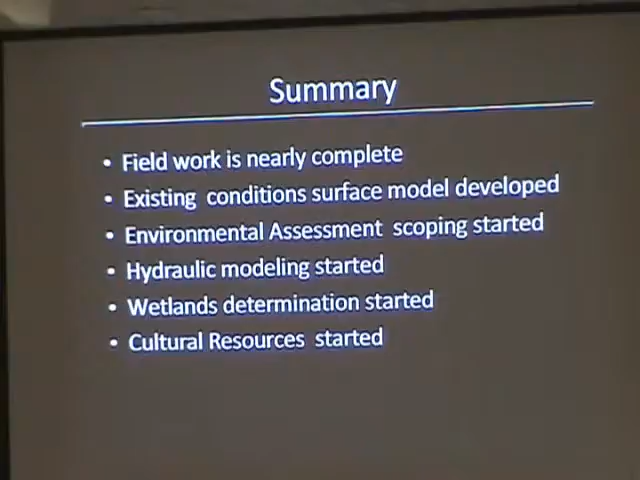 Summary
• Field work is nearly complete
• Existing conditions surface model developed
• Environmental Assessment scoping started
• Hydraulic modeling started
• Wetlands determination started
• Cultural Resources started